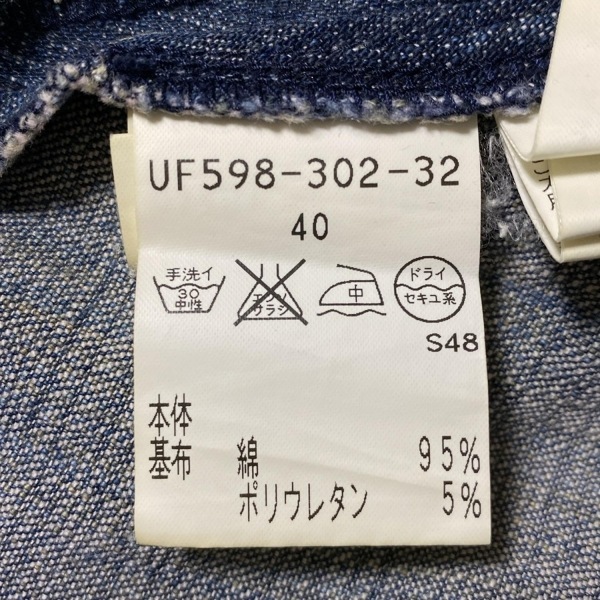 UF598-302-32
40
手洗イ
30
中性
エンソ
サラシ
中
ドライ
セキユ系
S48
本体
基布 綿 95%
ポリウレタン 5%